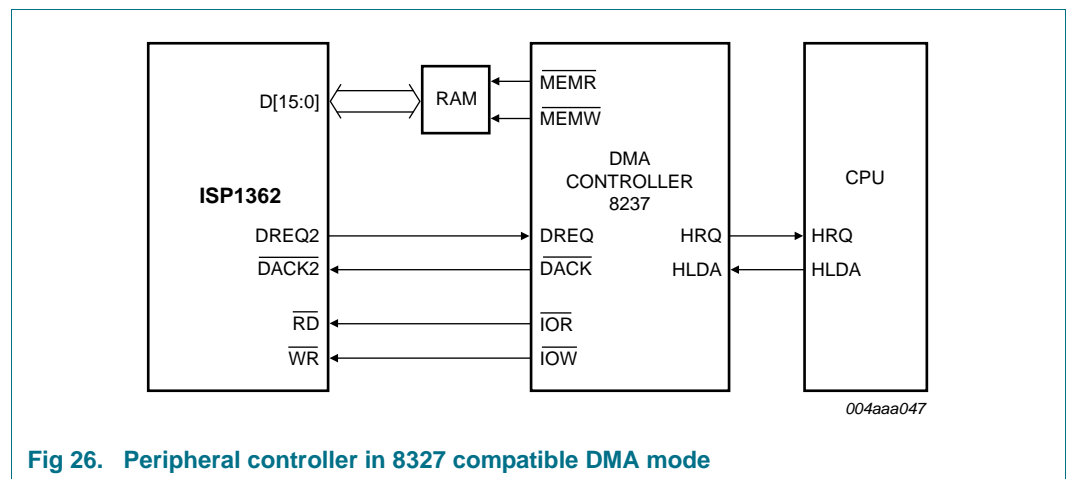 MEMR
D[15:0]
RAM
MEMW
DMA
CONTROLLER
8237
CPU
ISP1362
DREQ2
DREQ
HRQ
HRQ
DACK2
DACK
HLDA
HLDA
RD
IOR
WR
IOW
004aaa047
Fig 26. Peripheral controller in 8327 compatible DMA mode